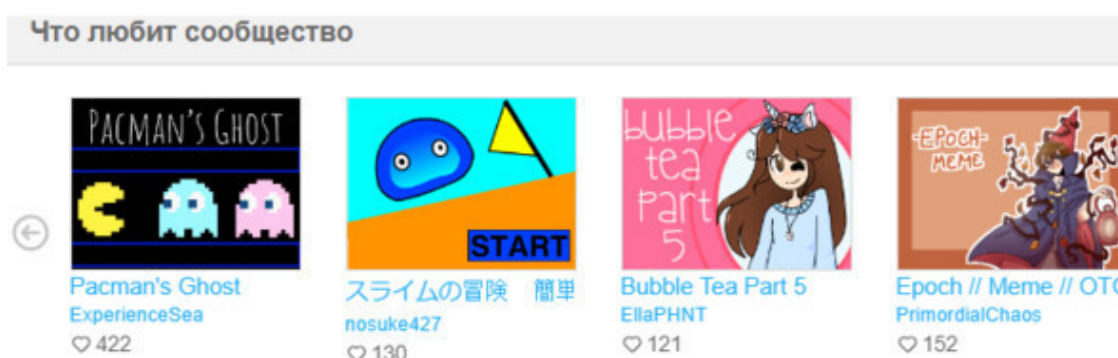 Что любит сообщество
PACMAN'S GHOST
START
bubble
tea
part
5
-EPOCH-
MEME
Pacman's Ghost
ExperienceSea
422
スライムの冒険 簡単
nosuke427
130
Bubble Tea Part 5
EllaPHNT
121
Epoch // Meme // OTC
PrimordialChaos
152